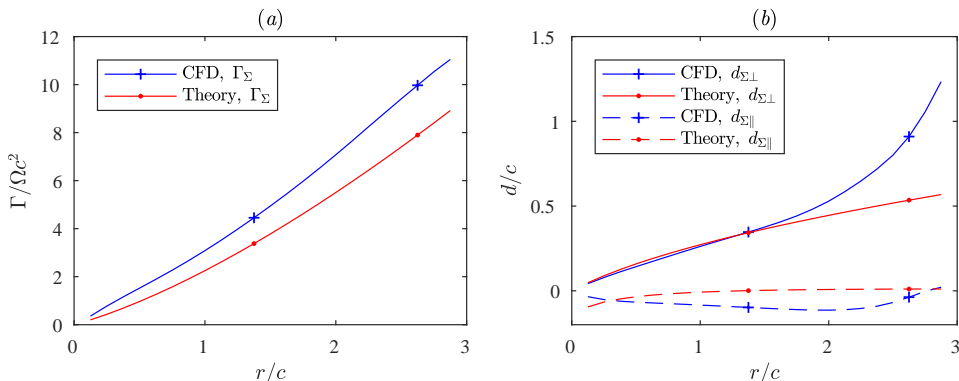 (a)
12
10
8
6
4
2
0
0 1 2 3
Γ/Ωc²
r/c
CFD, Γ_Σ
Theory, Γ_Σ
(b)
1.5
1
0.5
0
0 1 2 3
d/c
r/c
CFD, d_Σ⊥
Theory, d_Σ⊥
CFD, d_Σ∥
Theory, d_Σ∥